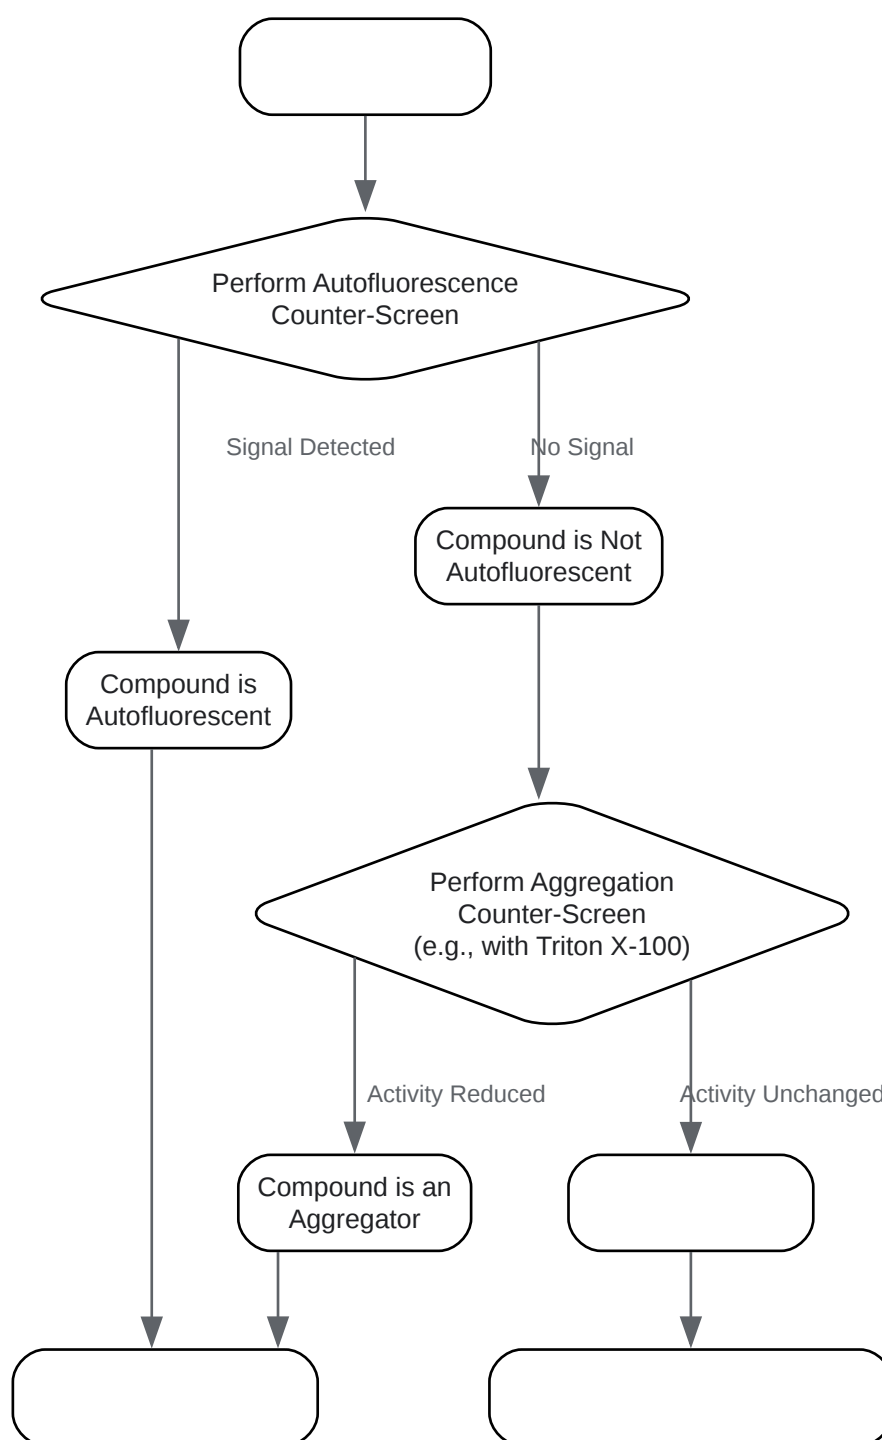 Perform Autofluorescence
Counter-Screen
Signal Detected
No Signal
Compound is Not
Autofluorescent
Compound is
Autofluorescent
Perform Aggregation
Counter-Screen
(e.g., with Triton X-100)
Activity Reduced
Activity Unchanged
Compound is an
Aggregator